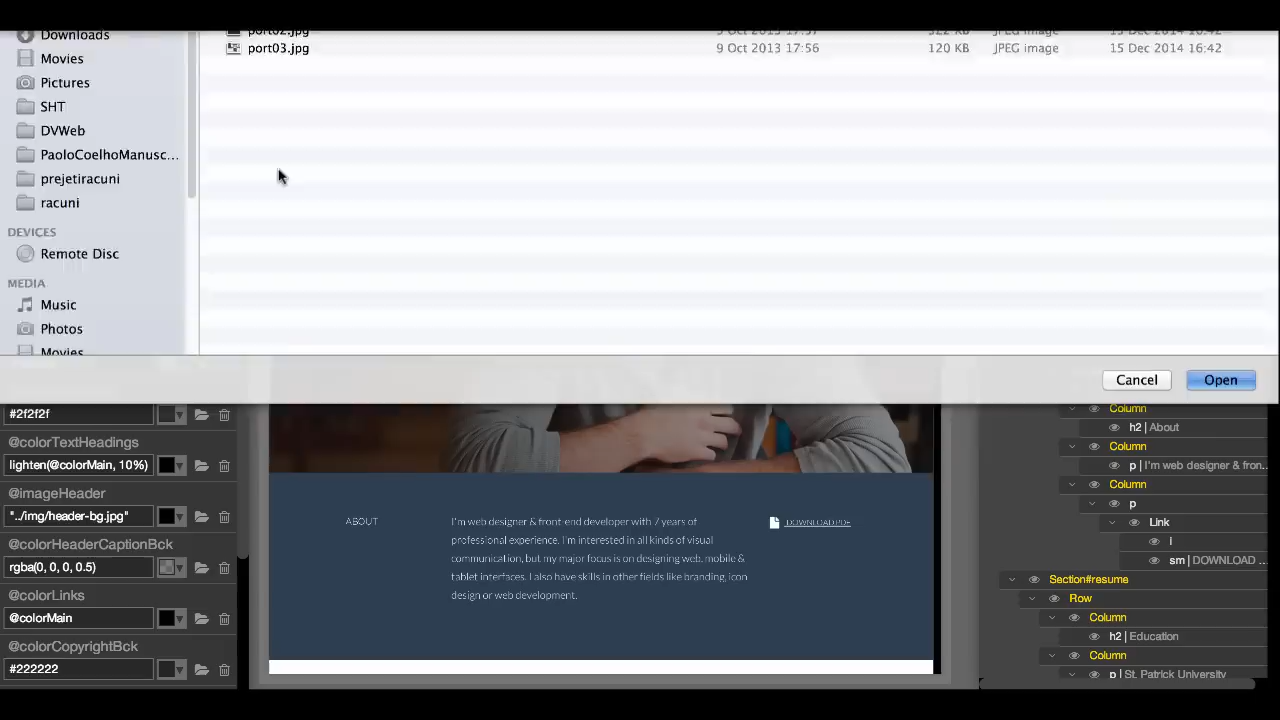 Downloads
port02.jpg
port03.jpg 9 Oct 2013 17:56 120 KB JPEG image 15 Dec 2014 16:42
Movies
Pictures
SHT
DVWeb
PaoloCoelhoManusc...
prejetiracuni
racuni
DEVICES
Remote Disc
MEDIA
Music
Photos
Movies
Cancel Open
#2f2f2f
@colorTextHeadings
lighten(@colorMain, 10%)
@imageHeader
"../img/header-bg.jpg"
@colorHeaderCaptionBck
rgba(0, 0, 0, 0.5)
@colorLinks
@colorMain
@colorCopyrightBck
#222222
ABOUT
I'm web designer & front-end developer with 7 years of
professional experience. I'm interested in all kinds of visual
communication, but my major focus is on designing web, mobile &
tablet interfaces. I also have skills in other fields like branding, icon
design or web development.
DOWNLOAD PDF
Column
h2 | About
Column
p | I'm web designer & fron...
Column
p
Link
i
sm | DOWNLOAD ...
Section#resume
Row
Column
h2 | Education
Column
p | St. Patrick University